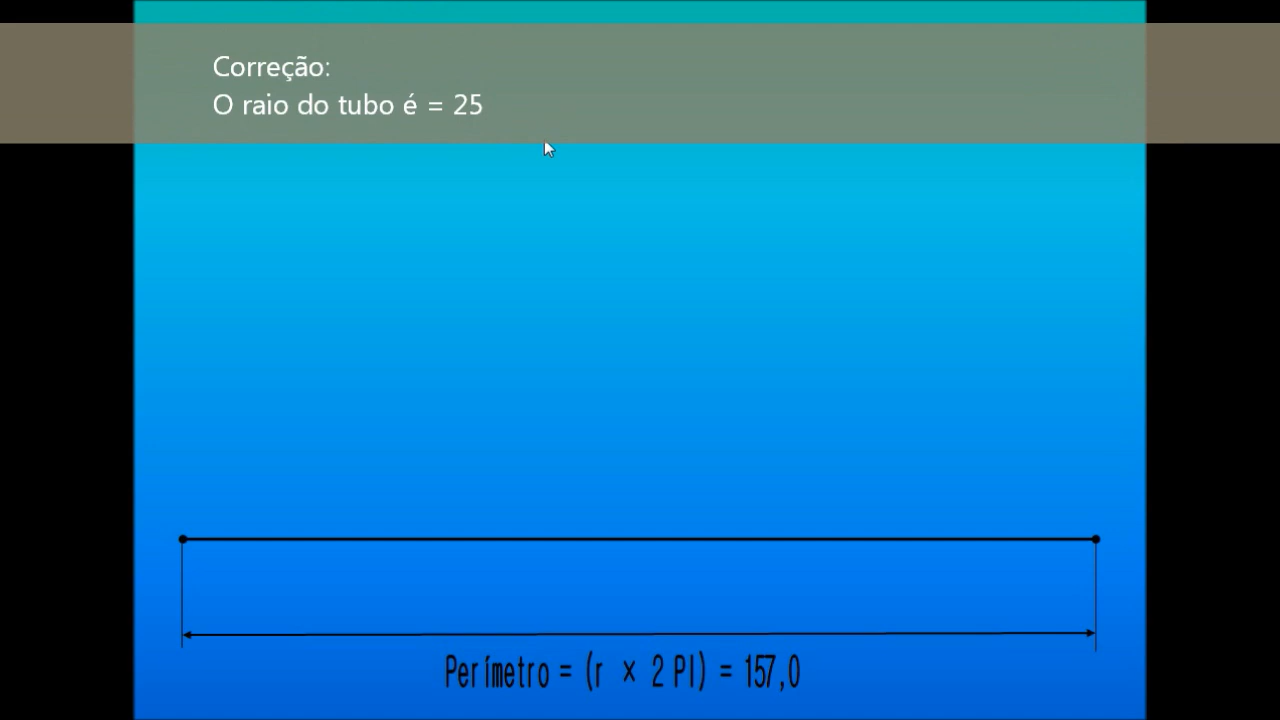 Correção:
O raio do tubo é = 25
Perímetro = (r × 2 PI) = 157,0